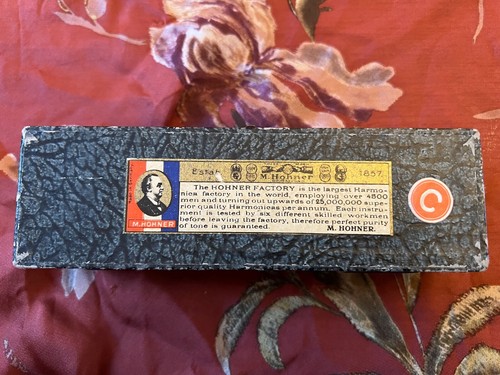 Estab 1857.
M. Hohner
The HOHNER FACTORY is the largest Harmo-
nica factory in the world, employing over 4500
men and turning out upwards of 25,000,000 supe-
rior quality Harmonicas per annum. Each instru-
ment is tested by six different skilled workmen
before leaving the factory, therefore perfect purity
of tone is guaranteed. M. HOHNER.
M.HOHNER
C